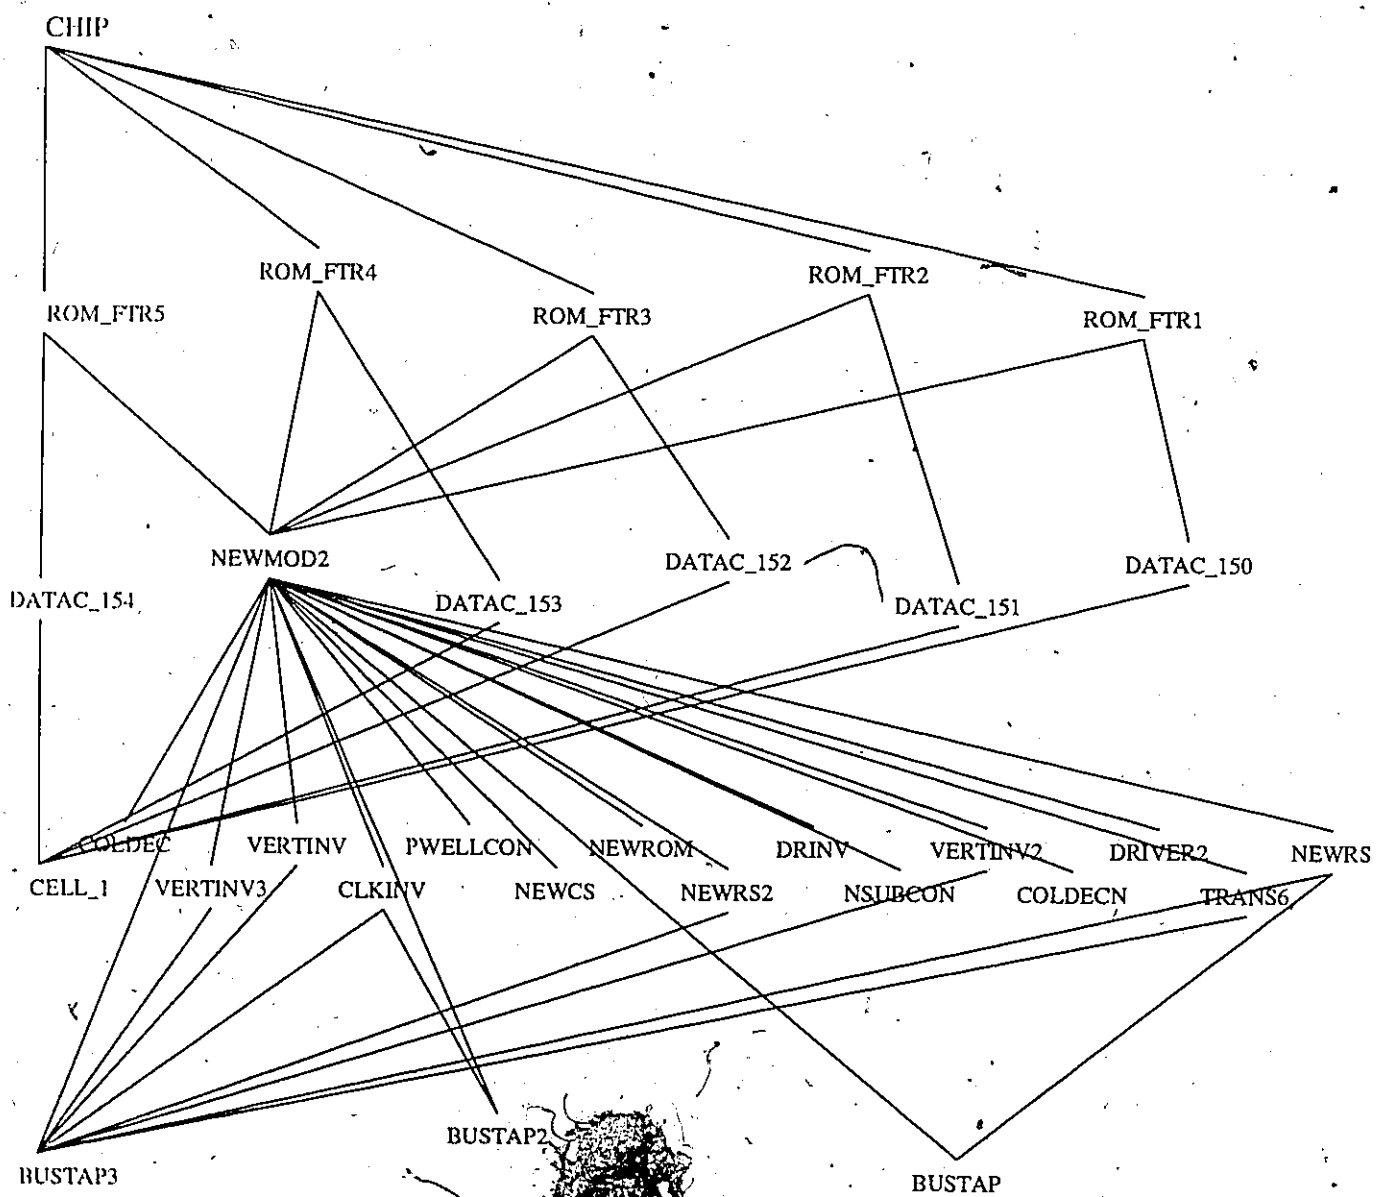 CHIP
ROM_FTR4
ROM_FTR2
ROM_FTR5
ROM_FTR3
ROM_FTR1
NEWMOD2
DATAC_152
DATAC_150
DATAC_154
DATAC_153
DATAC_151
COLDEC VERTINV PWELLCON NEWROM DRINV VERTINV2 DRIVER2 NEWRS
CELL_1 VERTINV3 CLKINV NEWCS NEWRS2 NSUBCON COLDECN TRANS6
BUSTAP2
BUSTAP3
BUSTAP